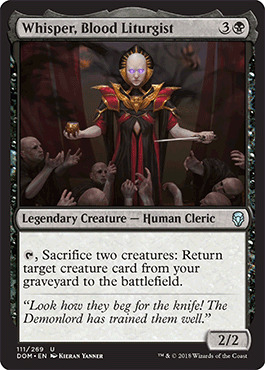 Whisper, Blood Liturgist 3
Legendary Creature — Human Cleric
, Sacrifice two creatures: Return
target creature card from your
graveyard to the battlefield.
“Look how they beg for the knife! The
Demonlord has trained them well.”
2/2
111/269 U
DOM • EN KIERAN YANNER ™ & © 2018 Wizards of the Coast